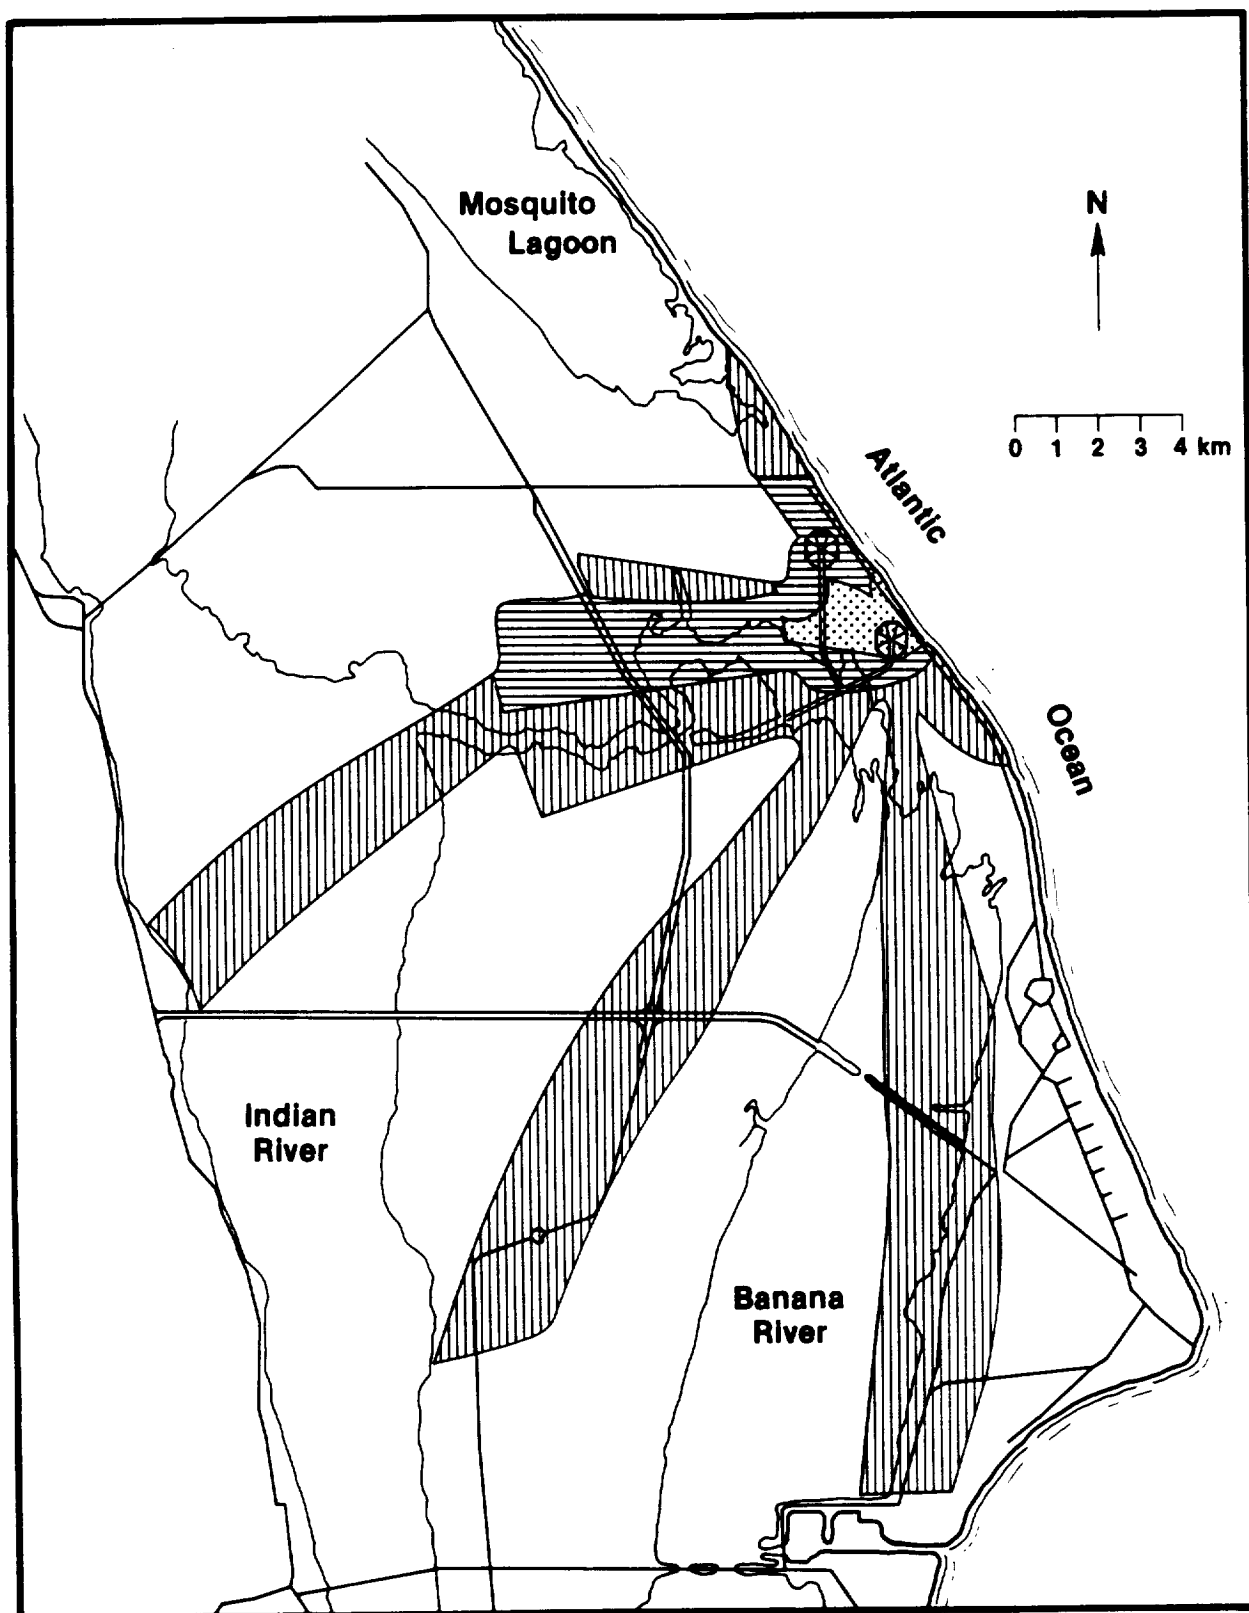 Mosquito
Lagoon
N
0 1 2 3 4 km
Atlantic
Ocean
Indian
River
Banana
River